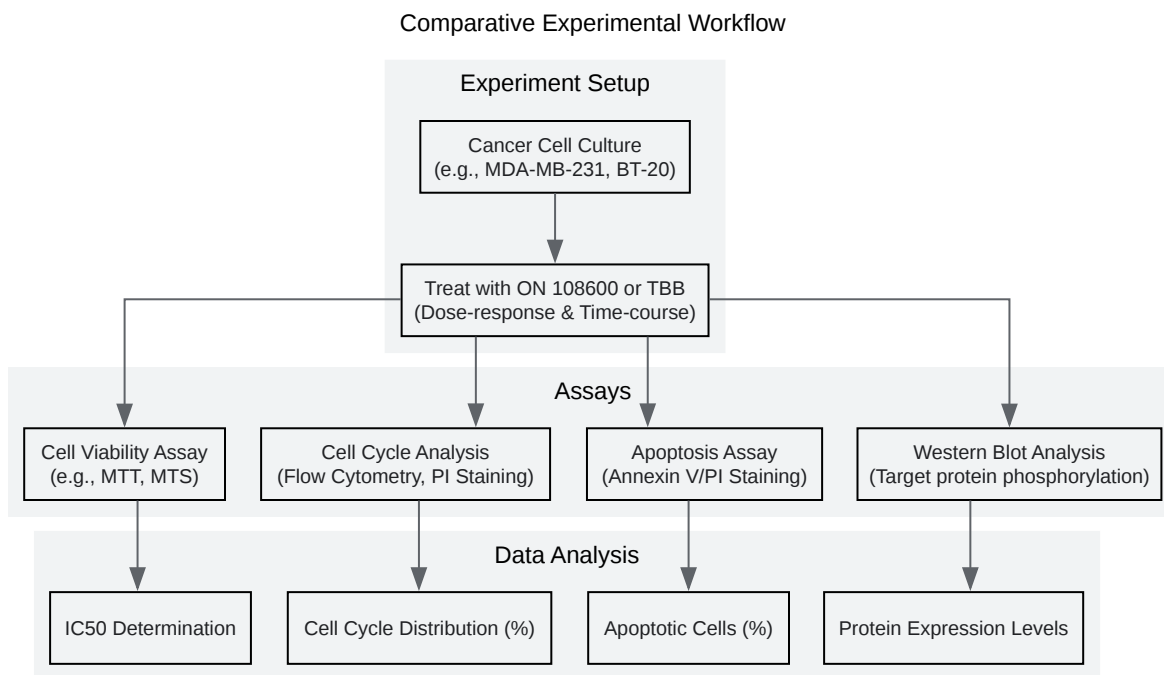 Comparative Experimental Workflow
Experiment Setup
Cancer Cell Culture
(e.g., MDA-MB-231, BT-20)
Treat with ON 108600 or TBB
(Dose-response & Time-course)
Assays
Cell Viability Assay
(e.g., MTT, MTS)
Cell Cycle Analysis
(Flow Cytometry, PI Staining)
Apoptosis Assay
(Annexin V/PI Staining)
Western Blot Analysis
(Target protein phosphorylation)
Data Analysis
IC50 Determination
Cell Cycle Distribution (%)
Apoptotic Cells (%)
Protein Expression Levels